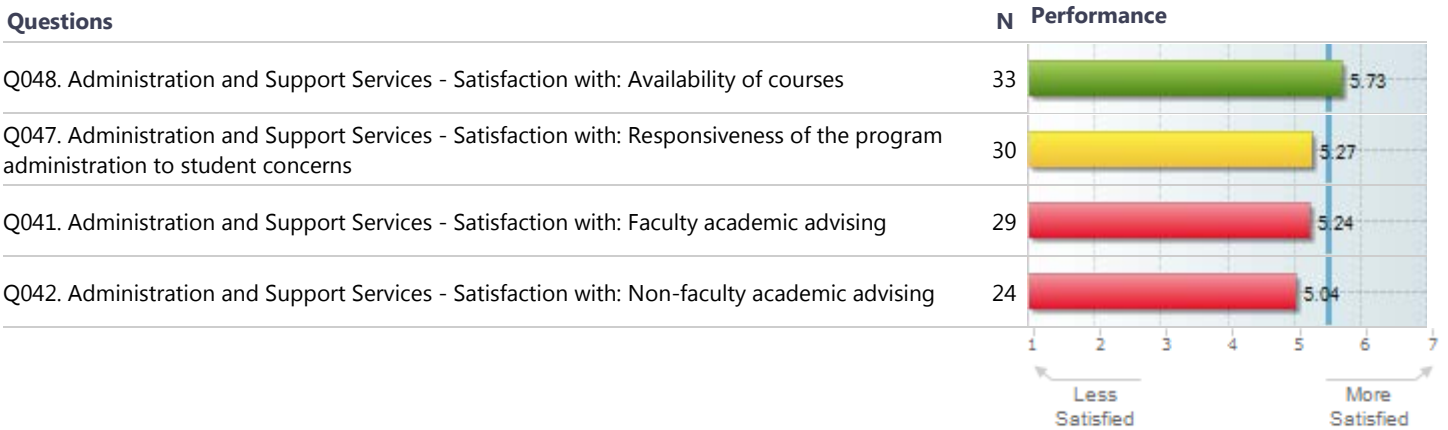 Questions N Performance
Q048. Administration and Support Services - Satisfaction with: Availability of courses 33 5.73
Q047. Administration and Support Services - Satisfaction with: Responsiveness of the program
administration to student concerns 30 5.27
Q041. Administration and Support Services - Satisfaction with: Faculty academic advising 29 5.24
Q042. Administration and Support Services - Satisfaction with: Non-faculty academic advising 24 5.04
1 2 3 4 5 6 7
Less More
Satisfied Satisfied